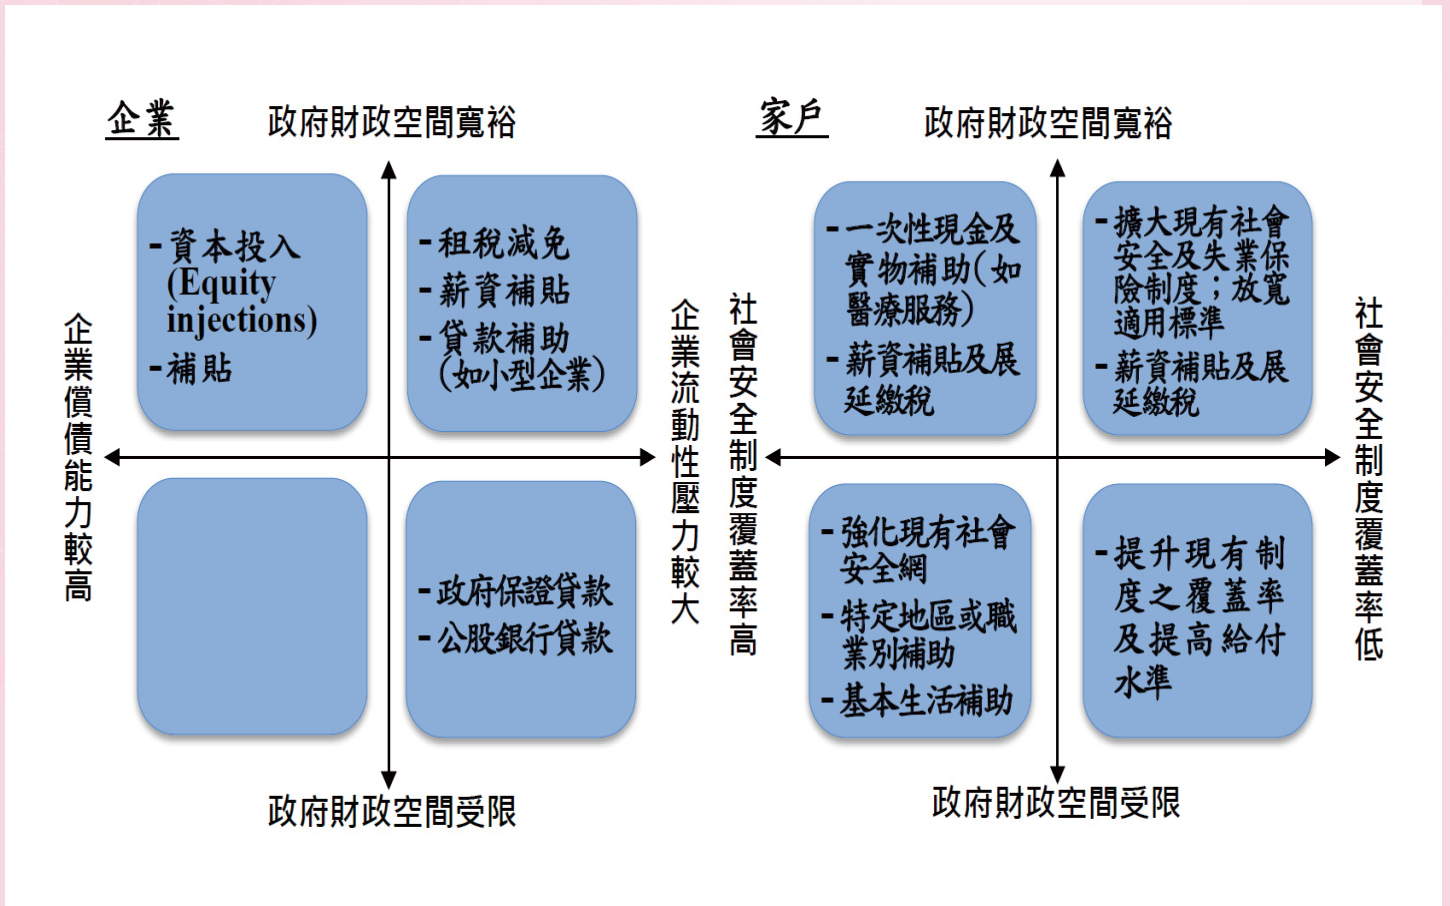 企業
政府財政空間寬裕
-資本投入
(Equity
injections)
-補貼
-租稅減免
-薪資補貼
-貸款補助
(如小型企業)
企業償債能力較高
企業流動性壓力較大
-政府保證貸款
-公股銀行貸款
政府財政空間受限
家戶
政府財政空間寬裕
-一次性現金及
實物補助(如
醫療服務)
-薪資補貼及展
延繳稅
-擴大現有社會
安全及失業保
險制度；放寬
適用標準
-薪資補貼及展
延繳稅
社會安全制度覆蓋率高
社會安全制度覆蓋率低
-強化現有社會
安全網
-特定地區或職
業別補助
-基本生活補助
-提升現有制
度之覆蓋率
及提高給付
水準
政府財政空間受限